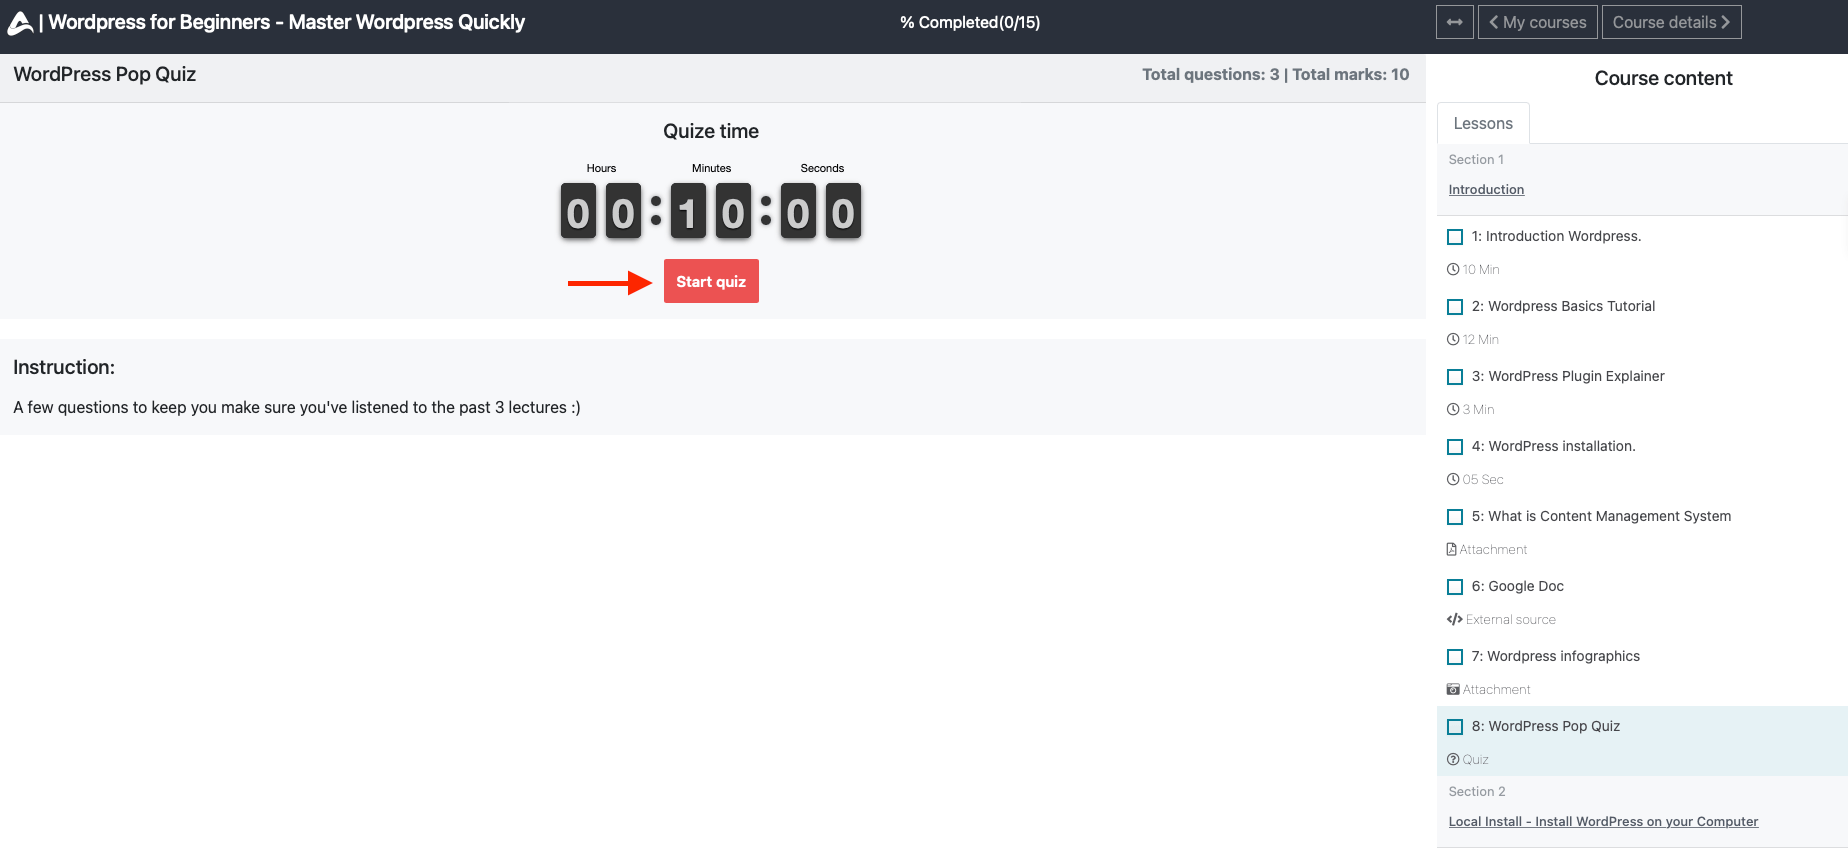 | Wordpress for Beginners - Master Wordpress Quickly
% Completed(0/15)
My courses
Course details
WordPress Pop Quiz
Total questions: 3 | Total marks: 10
Quize time
Hours Minutes Seconds
00:10:00
Start quiz
Instruction:
A few questions to keep you make sure you've listened to the past 3 lectures :)
Course content
Lessons
Section 1
Introduction
1: Introduction Wordpress.
10 Min
2: Wordpress Basics Tutorial
12 Min
3: WordPress Plugin Explainer
3 Min
4: WordPress installation.
05 Sec
5: What is Content Management System
Attachment
6: Google Doc
External source
7: Wordpress infographics
Attachment
8: WordPress Pop Quiz
Quiz
Section 2
Local Install - Install WordPress on your Computer